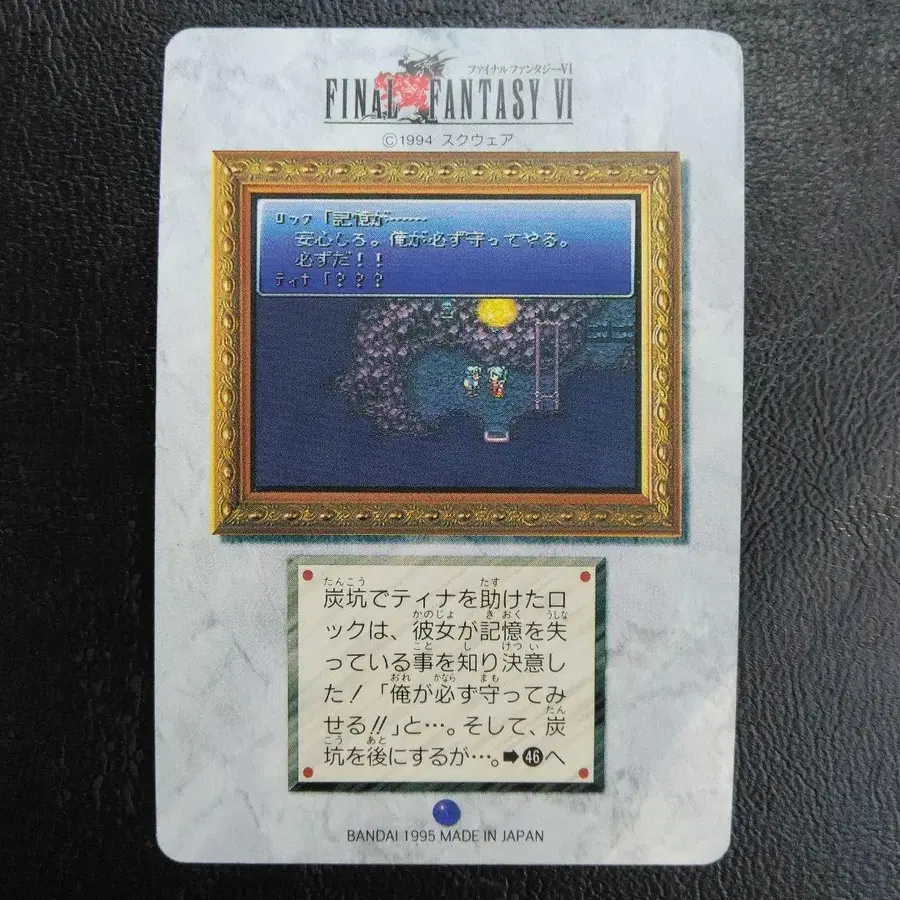 ファイナルファンタジーVI
FINAL FANTASY VI
©1994 スクウェア
ロック「記憶が……
安心しろ。俺が必ず守ってやる。
必ずだ！！
ティナ「？？？
炭坑でティナを助けたロ
ックは、彼女が記憶を失
っている事を知り決意し
た！「俺が必ず守ってみ
せる!!」と…。そして、炭
坑を後にするが…。➡46へ
BANDAI 1995 MADE IN JAPAN